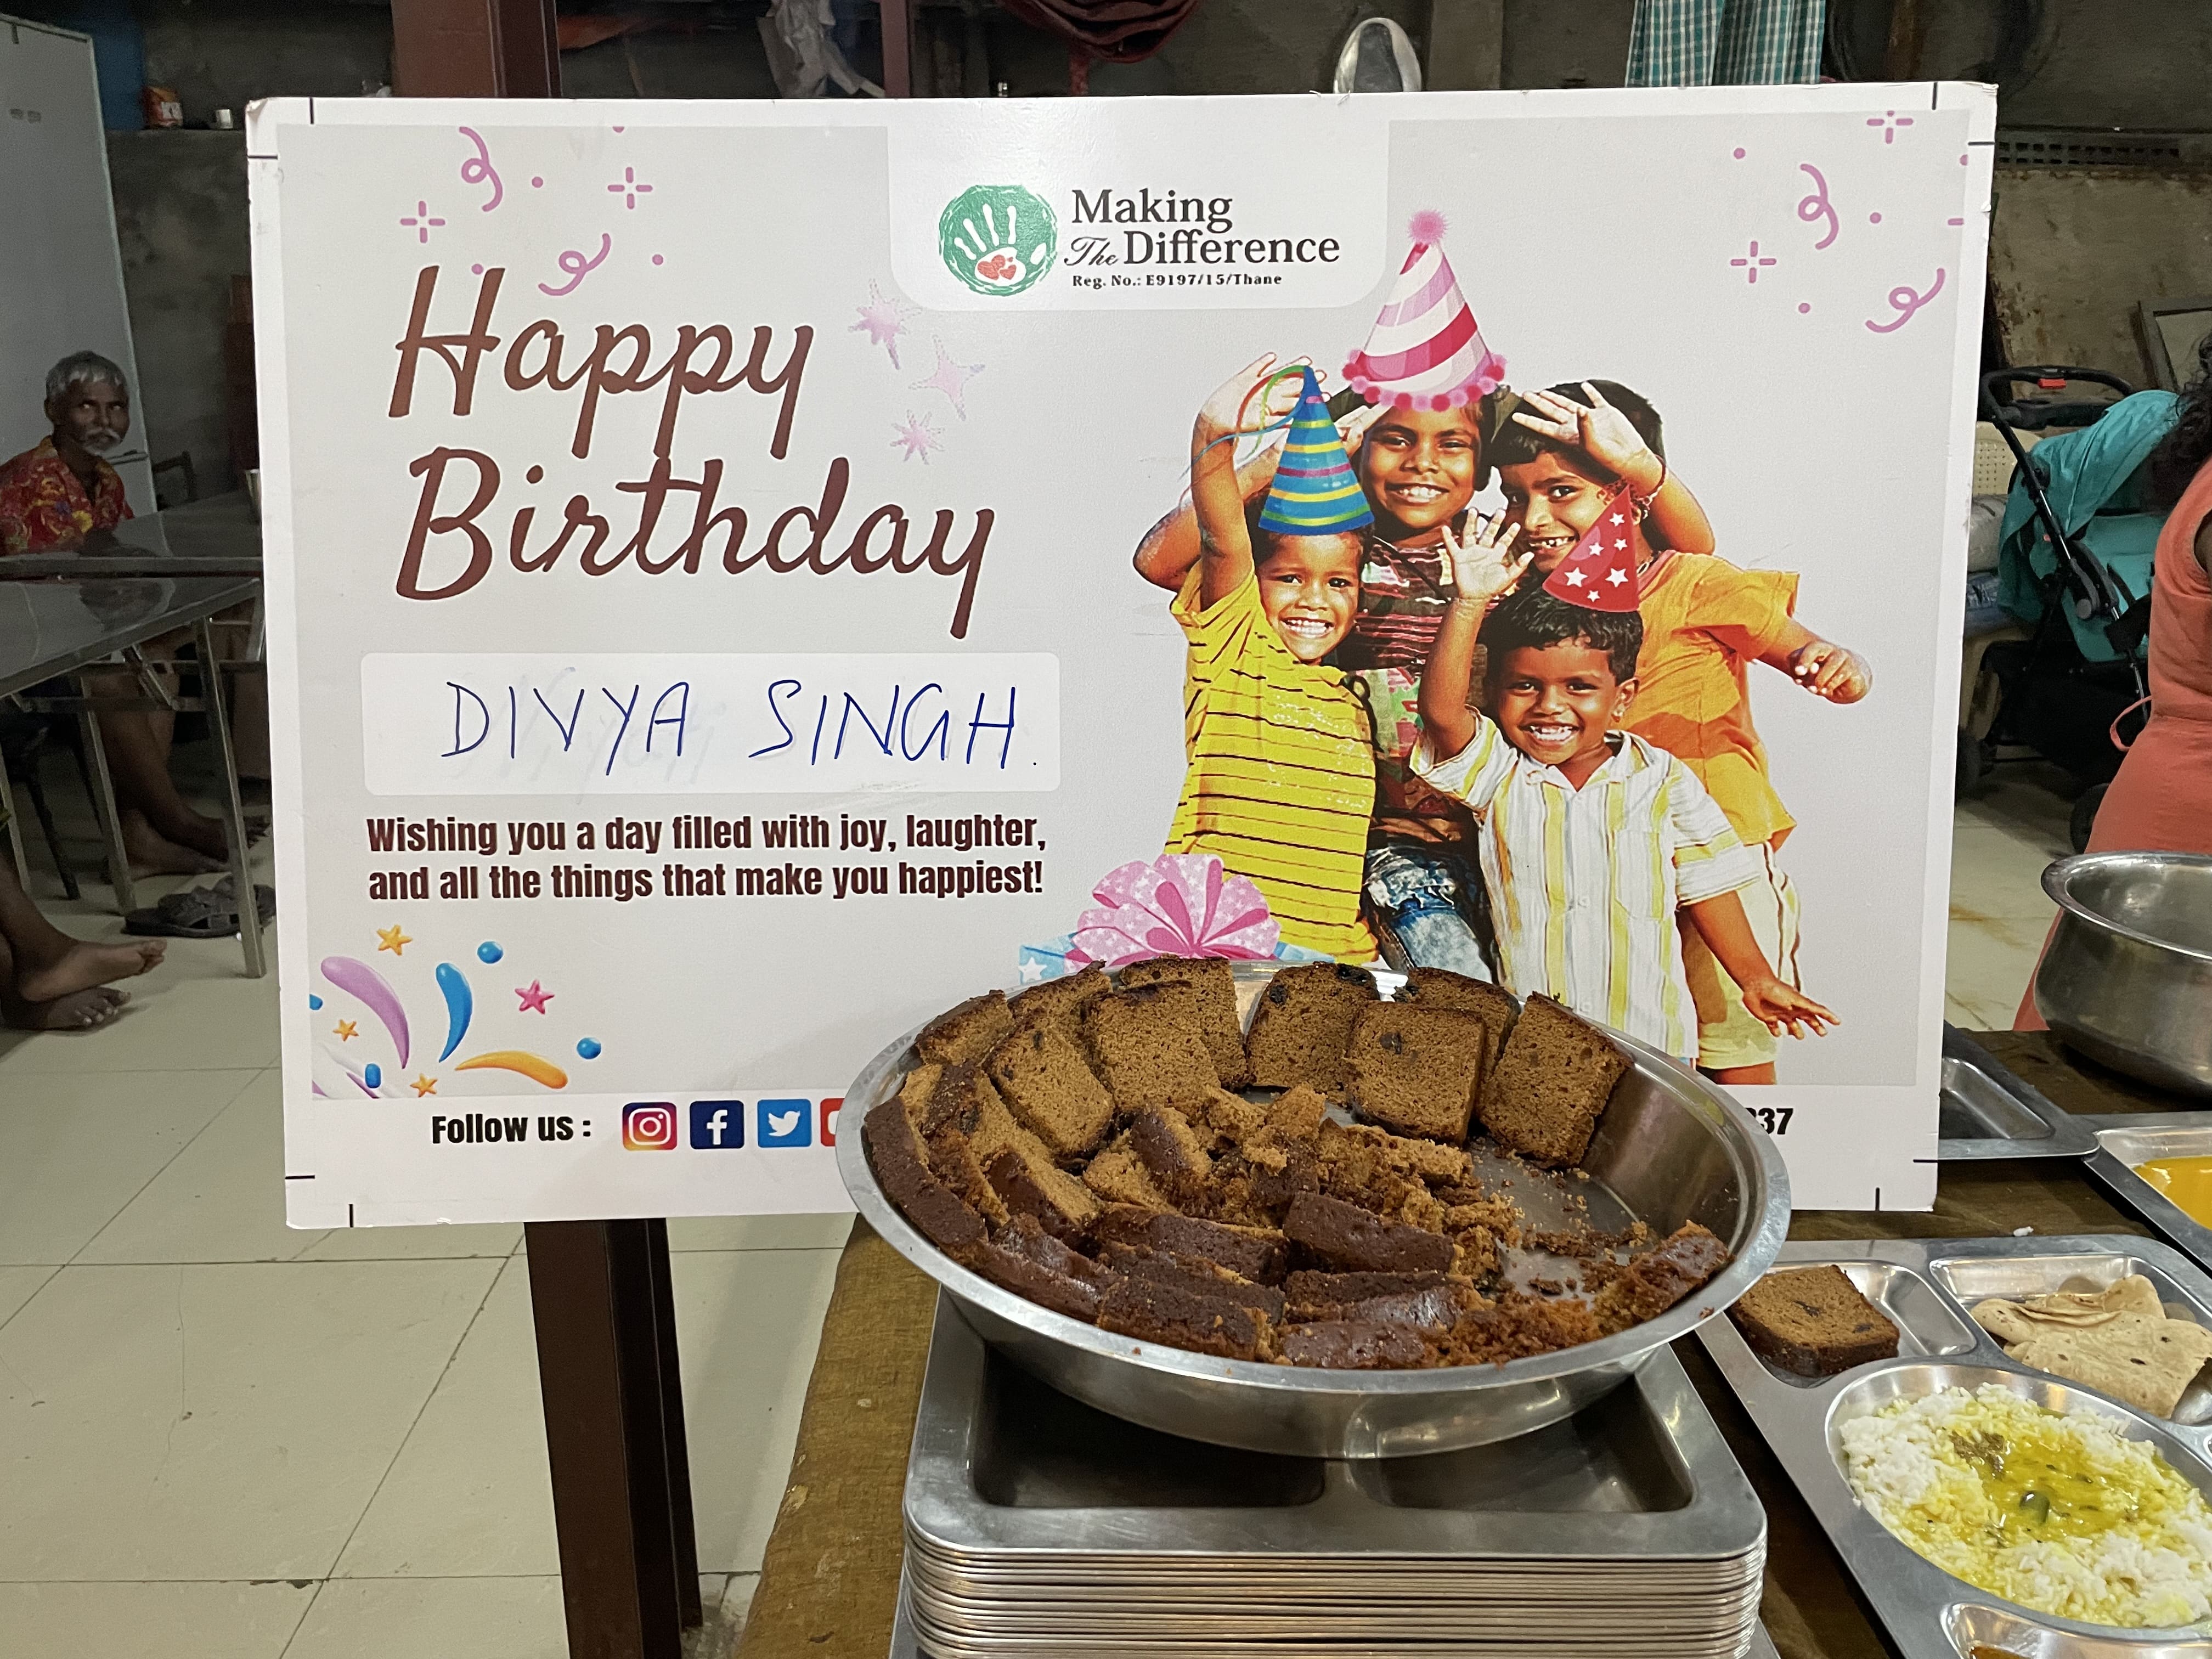 Making
The Difference
Reg. No.: E9197/15/Thane
Happy
Birthday
DIVYA SINGH.
Wishing you a day filled with joy, laughter,
and all the things that make you happiest!
Follow us :
37